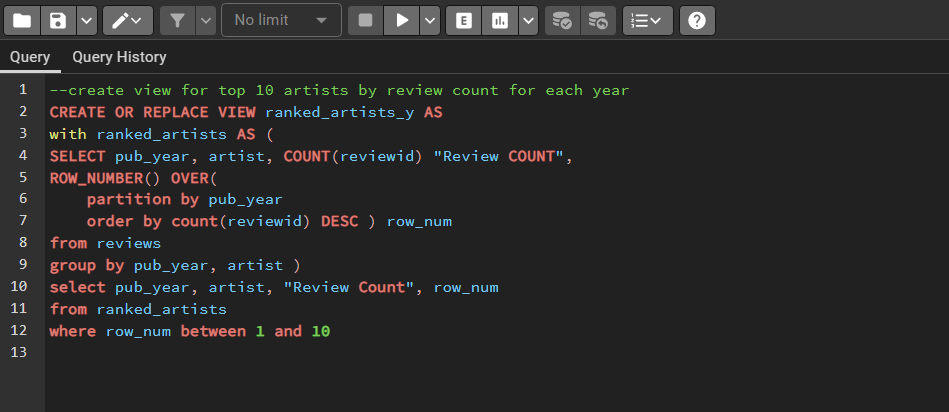 No limit
E
Query Query History
1 --create view for top 10 artists by review count for each year
2 CREATE OR REPLACE VIEW ranked_artists_y AS
3 with ranked_artists AS (
4 SELECT pub_year, artist, COUNT(reviewid) "Review COUNT",
5 ROW_NUMBER() OVER(
6 partition by pub_year
7 order by count(reviewid) DESC ) row_num
8 from reviews
9 group by pub_year, artist )
10 select pub_year, artist, "Review Count", row_num
11 from ranked_artists
12 where row_num between 1 and 10
13